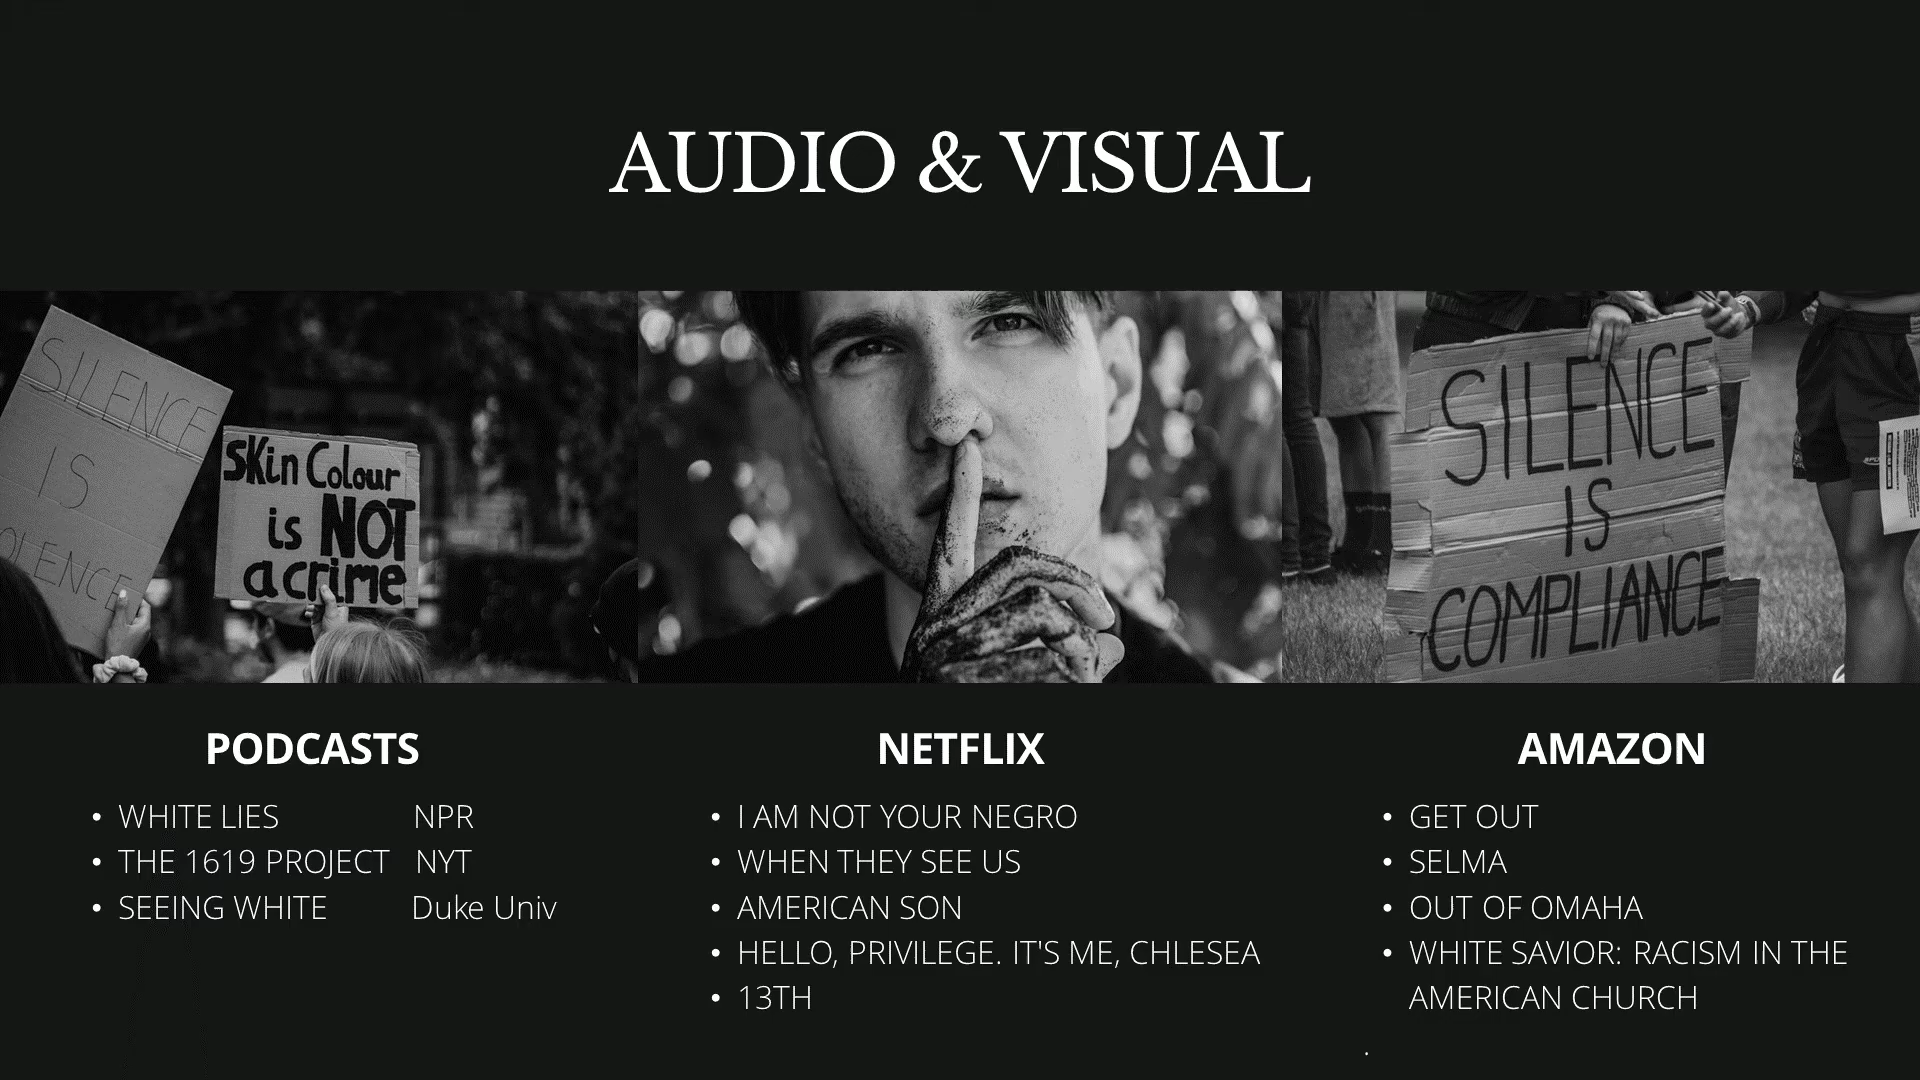 AUDIO & VISUAL
SILENCE
IS
OLENCE
SKin Colour
is NOT
a crime
SILENCE
IS
COMPLIANCE
PODCASTS
• WHITE LIES NPR
• THE 1619 PROJECT NYT
• SEEING WHITE Duke Univ
NETFLIX
• I AM NOT YOUR NEGRO
• WHEN THEY SEE US
• AMERICAN SON
• HELLO, PRIVILEGE. IT'S ME, CHLESEA
• 13TH
AMAZON
• GET OUT
• SELMA
• OUT OF OMAHA
• WHITE SAVIOR: RACISM IN THE
AMERICAN CHURCH
.